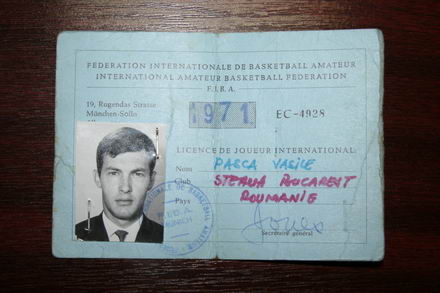 FEDERATION INTERNATIONALE DE BASKETBALL AMATEUR
INTERNATIONAL AMATEUR BASKETBALL FEDERATION
F.I.B.A.
19, Rugendas Strasse
München-Solln
1971
EC-4928
LICENCE DE JOUEUR INTERNATIONAL
Nom PASCA VASILE
Club STEAUA BUCAREST
Pays ROUMANIE
Secrétaire général